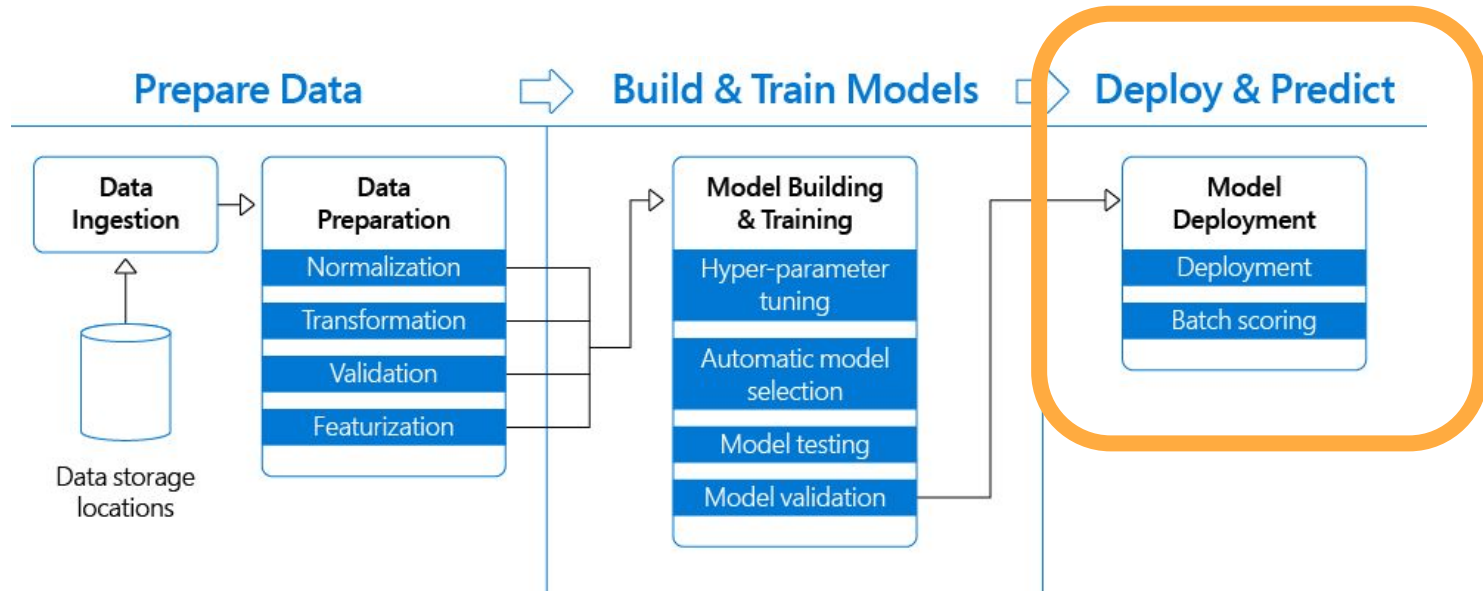 Prepare Data
Build & Train Models
Deploy & Predict
Data
Ingestion
Data storage
locations
Data
Preparation
Normalization
Transformation
Validation
Featurization
Model Building
& Training
Hyper-parameter
tuning
Automatic model
selection
Model testing
Model validation
Model
Deployment
Deployment
Batch scoring